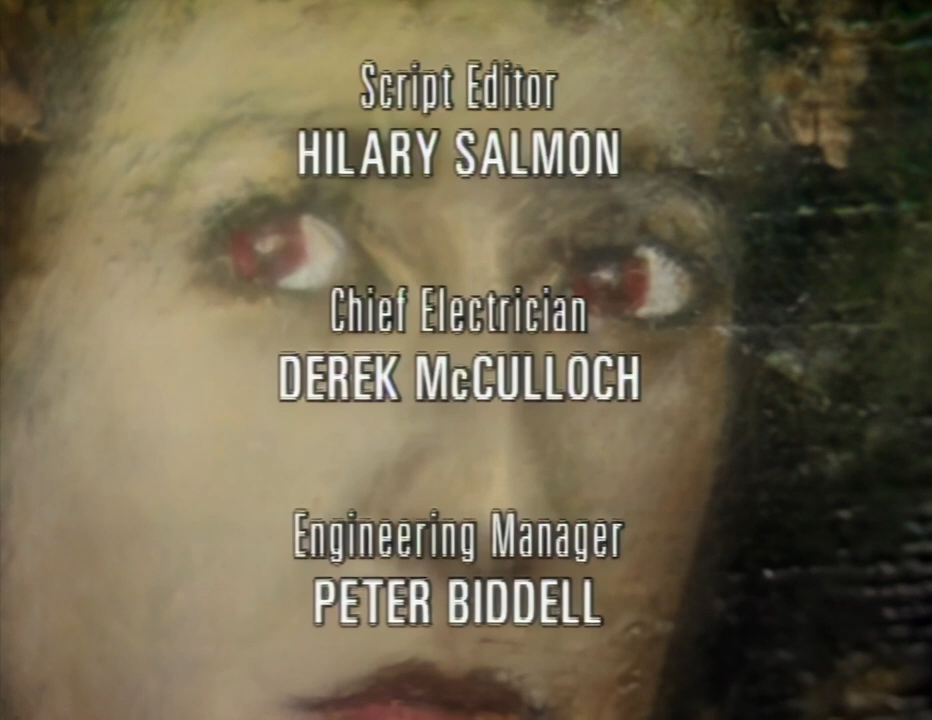 Script Editor
HILARY SALMON
Chief Electrician
DEREK McCULLOCH
Engineering Manager
PETER BIDDELL